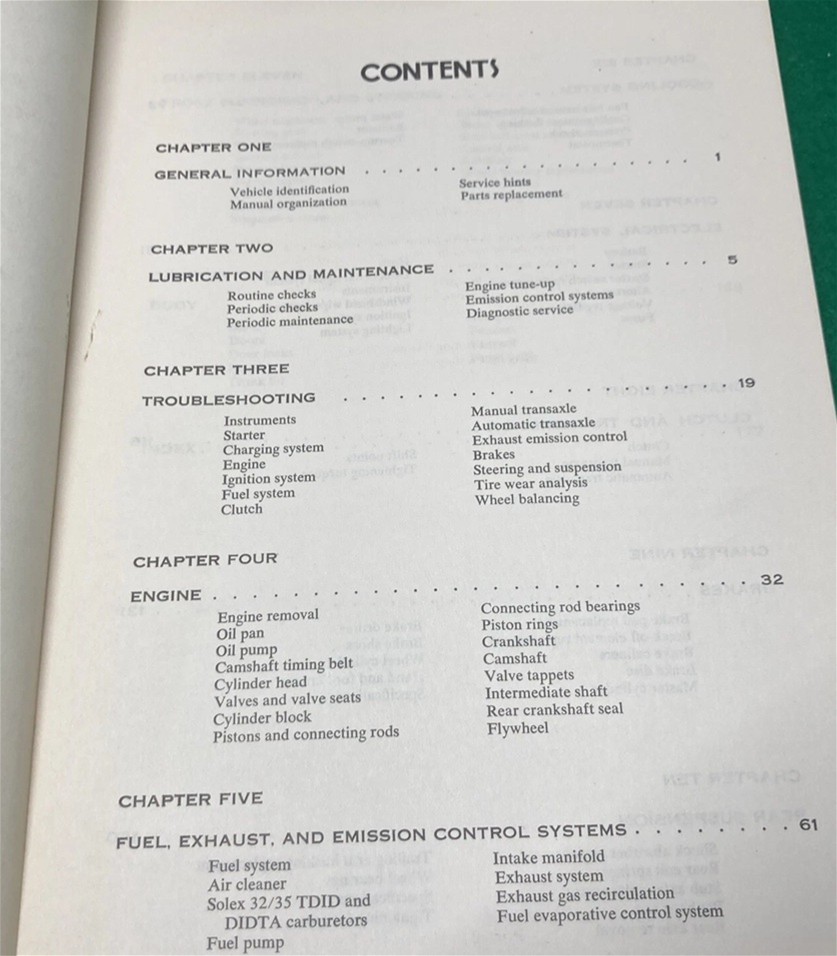 CONTENTS
CHAPTER ONE
GENERAL INFORMATION . . . . . . . . . . . . . . . . . . 1
Vehicle identification
Manual organization
Service hints
Parts replacement
CHAPTER TWO
LUBRICATION AND MAINTENANCE . . . . . . . . . . . . . 5
Routine checks
Periodic checks
Periodic maintenance
Engine tune-up
Emission control systems
Diagnostic service
CHAPTER THREE
TROUBLESHOOTING . . . . . . . . . . . . . . . . . . . . . 19
Instruments
Starter
Charging system
Engine
Ignition system
Fuel system
Clutch
Manual transaxle
Automatic transaxle
Exhaust emission control
Brakes
Steering and suspension
Tire wear analysis
Wheel balancing
CHAPTER FOUR
ENGINE . . . . . . . . . . . . . . . . . . . . . . . . . . . . 32
Engine removal
Oil pan
Oil pump
Camshaft timing belt
Cylinder head
Valves and valve seats
Cylinder block
Pistons and connecting rods
Connecting rod bearings
Piston rings
Crankshaft
Camshaft
Valve tappets
Intermediate shaft
Rear crankshaft seal
Flywheel
CHAPTER FIVE
FUEL, EXHAUST, AND EMISSION CONTROL SYSTEMS . . . . . . . . 61
Fuel system
Air cleaner
Solex 32/35 TDID and
DIDTA carburetors
Fuel pump
Intake manifold
Exhaust system
Exhaust gas recirculation
Fuel evaporative control system